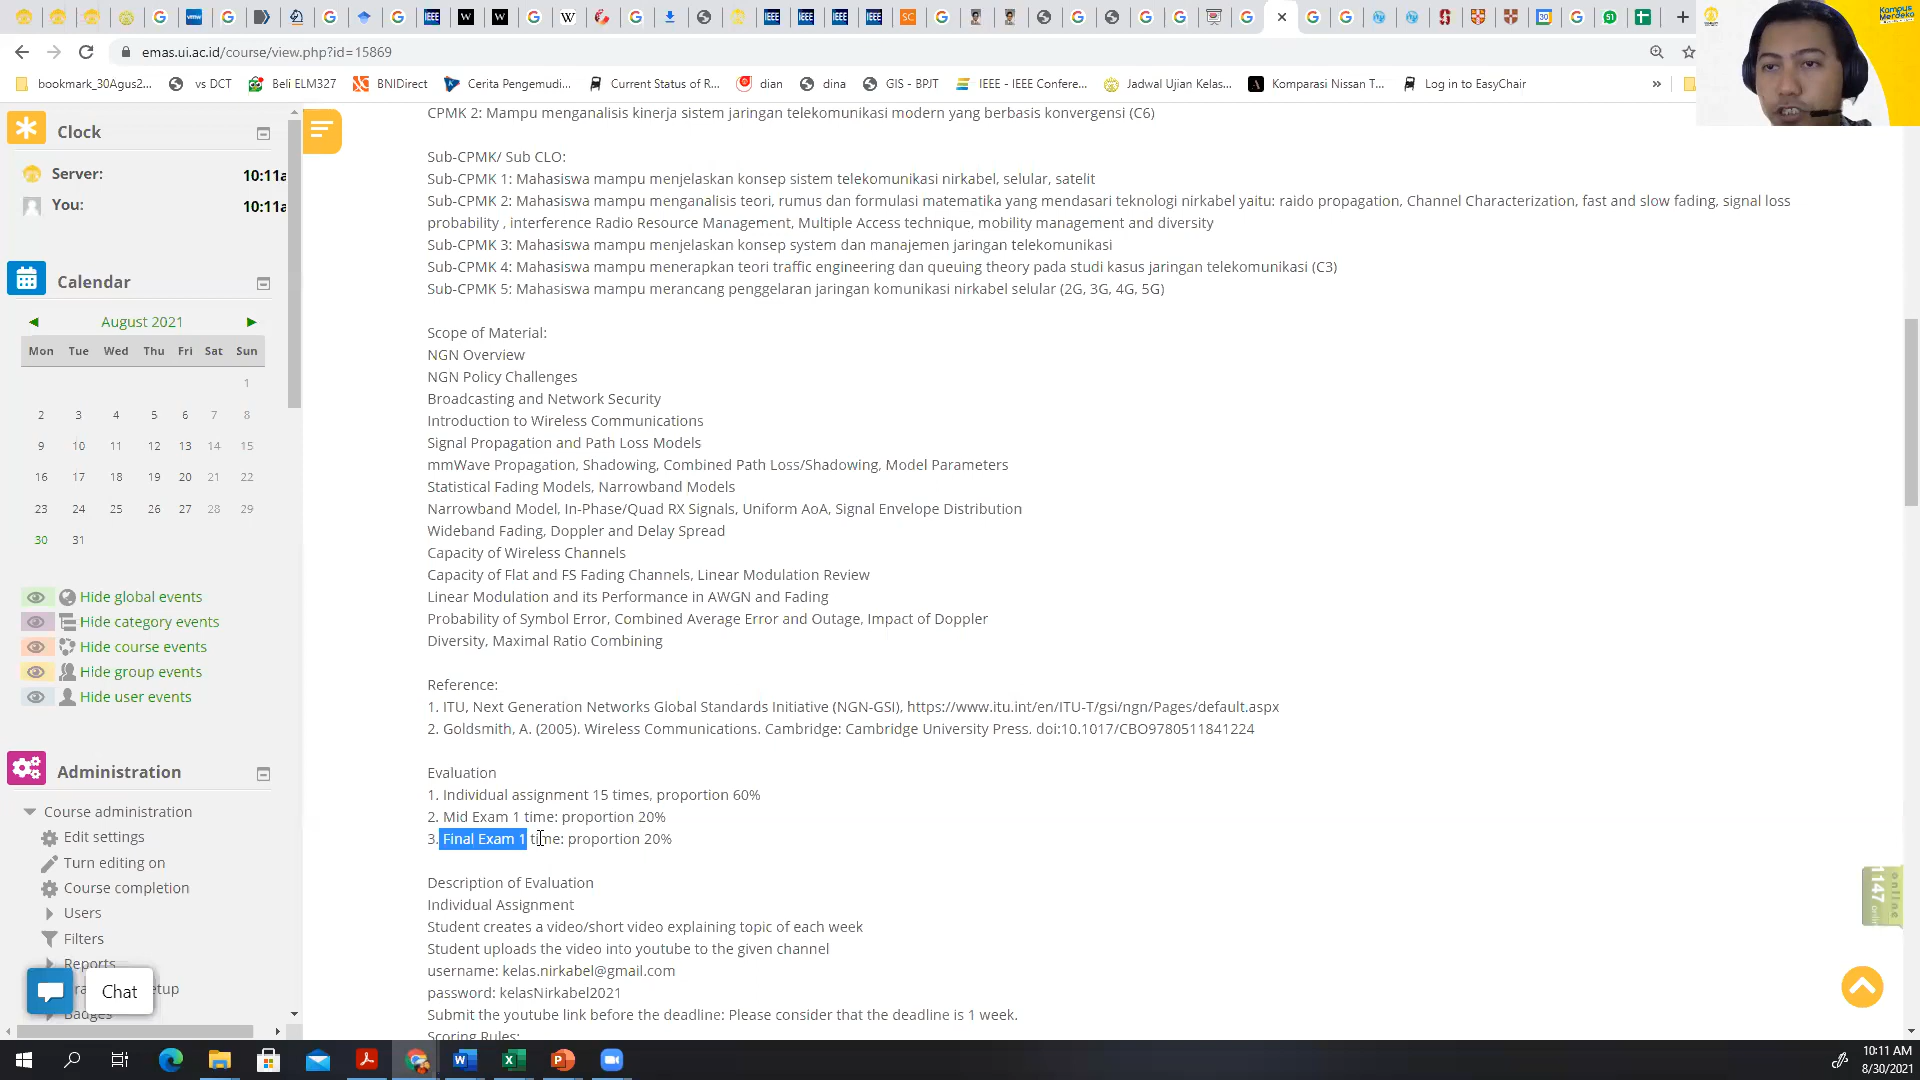 emas.ui.ac.id/course/view.php?id=15869
bookmark_30Agus2...
vs DCT
Beli ELM327
BNIDirect
Cerita Pengemudi...
Current Status of R...
dian
dina
GIS - BPJT
IEEE - IEEE Confere...
Jadwal Ujian Kelas...
Komparasi Nissan T...
Log in to EasyChair
Kampus Merdeka
Clock
Server: 10:11a
You: 10:11a
Calendar
August 2021
Mon Tue Wed Thu Fri Sat Sun
1
2 3 4 5 6 7 8
9 10 11 12 13 14 15
16 17 18 19 20 21 22
23 24 25 26 27 28 29
30 31
Hide global events
Hide category events
Hide course events
Hide group events
Hide user events
Administration
Course administration
Edit settings
Turn editing on
Course completion
Users
Filters
Reports
Badges
Chat
CPMK 2: Mampu menganalisis kinerja sistem jaringan telekomunikasi modern yang berbasis konvergensi (C6)
Sub-CPMK/ Sub CLO:
Sub-CPMK 1: Mahasiswa mampu menjelaskan konsep sistem telekomunikasi nirkabel, selular, satelit
Sub-CPMK 2: Mahasiswa mampu menganalisis teori, rumus dan formulasi matematika yang mendasari teknologi nirkabel yaitu: raido propagation, Channel Characterization, fast and slow fading, signal loss
probability , interference Radio Resource Management, Multiple Access technique, mobility management and diversity
Sub-CPMK 3: Mahasiswa mampu menjelaskan konsep system dan manajemen jaringan telekomunikasi
Sub-CPMK 4: Mahasiswa mampu menerapkan teori traffic engineering dan queuing theory pada studi kasus jaringan telekomunikasi (C3)
Sub-CPMK 5: Mahasiswa mampu merancang penggelaran jaringan komunikasi nirkabel selular (2G, 3G, 4G, 5G)
Scope of Material:
NGN Overview
NGN Policy Challenges
Broadcasting and Network Security
Introduction to Wireless Communications
Signal Propagation and Path Loss Models
mmWave Propagation, Shadowing, Combined Path Loss/Shadowing, Model Parameters
Statistical Fading Models, Narrowband Models
Narrowband Model, In-Phase/Quad RX Signals, Uniform AoA, Signal Envelope Distribution
Wideband Fading, Doppler and Delay Spread
Capacity of Wireless Channels
Capacity of Flat and FS Fading Channels, Linear Modulation Review
Linear Modulation and its Performance in AWGN and Fading
Probability of Symbol Error, Combined Average Error and Outage, Impact of Doppler
Diversity, Maximal Ratio Combining
Reference:
1. ITU, Next Generation Networks Global Standards Initiative (NGN-GSI), https://www.itu.int/en/ITU-T/gsi/ngn/Pages/default.aspx
2. Goldsmith, A. (2005). Wireless Communications. Cambridge: Cambridge University Press. doi:10.1017/CBO9780511841224
Evaluation
1. Individual assignment 15 times, proportion 60%
2. Mid Exam 1 time: proportion 20%
3. Final Exam 1 time: proportion 20%
Description of Evaluation
Individual Assignment
Student creates a video/short video explaining topic of each week
Student uploads the video into youtube to the given channel
username: kelas.nirkabel@gmail.com
password: kelasNirkabel2021
Submit the youtube link before the deadline: Please consider that the deadline is 1 week.
Scoring Rules:
online
10:11 AM
8/30/2021